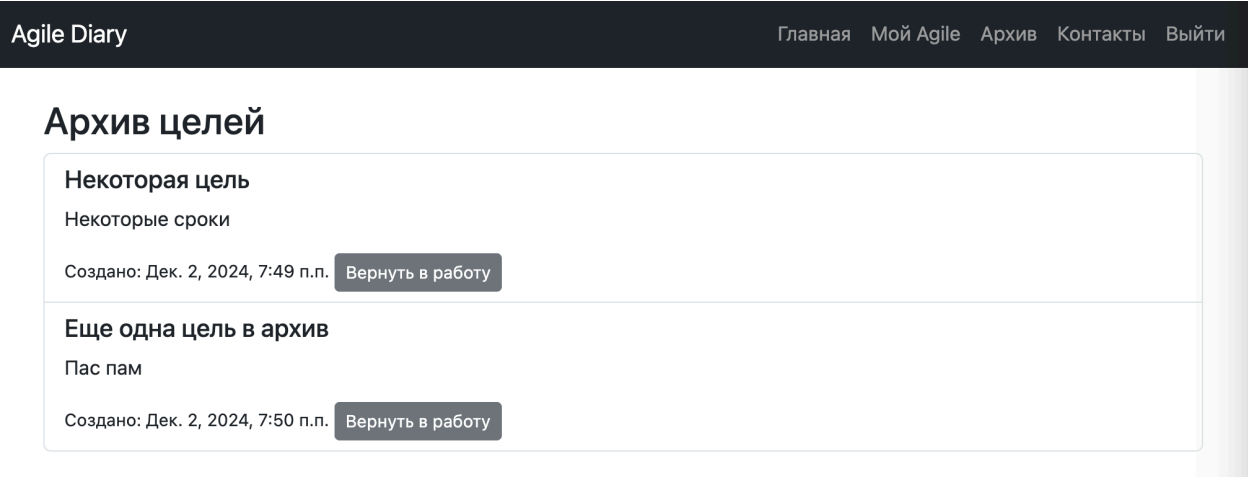 Agile Diary
Главная Мой Agile Архив Контакты Выйти
Архив целей
Некоторая цель
Некоторые сроки
Создано: Дек. 2, 2024, 7:49 п.п. Вернуть в работу
Еще одна цель в архив
Пас пам
Создано: Дек. 2, 2024, 7:50 п.п. Вернуть в работу